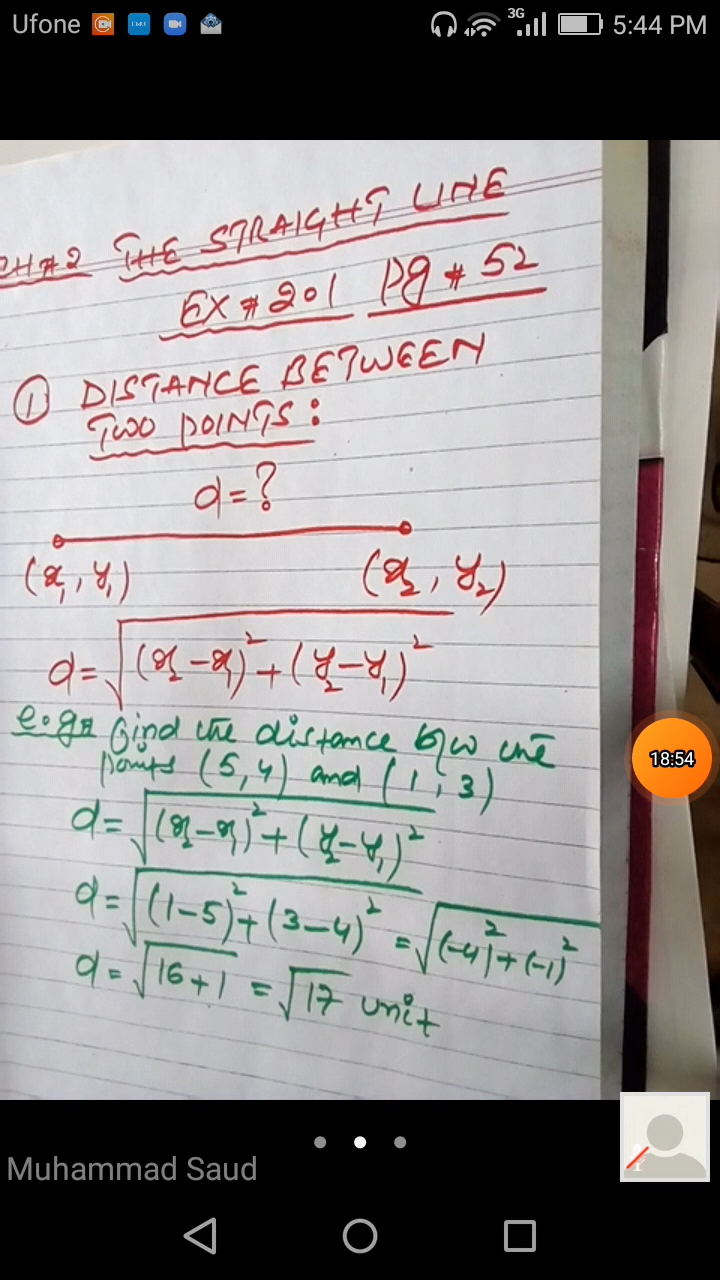 Ufone 3G 5:44 PM
CH#2 THE STRAIGHT LINE
EX # 2.1 Pg # 52
① DISTANCE BETWEEN
TWO POINTS:
d=?
(x₁, y₁) (x₂, y₂)
d=√(x₂-x₁)²+(y₂-y₁)²
e.g# Find the distance b/w the
points (5,4) and (1,3)
18:54
d=√(x₂-x₁)²+(y₂-y₁)²
d=√(1-5)²+(3-4)² =√(-4)²+(-1)²
d=√16+1 =√17 unit
Muhammad Saud